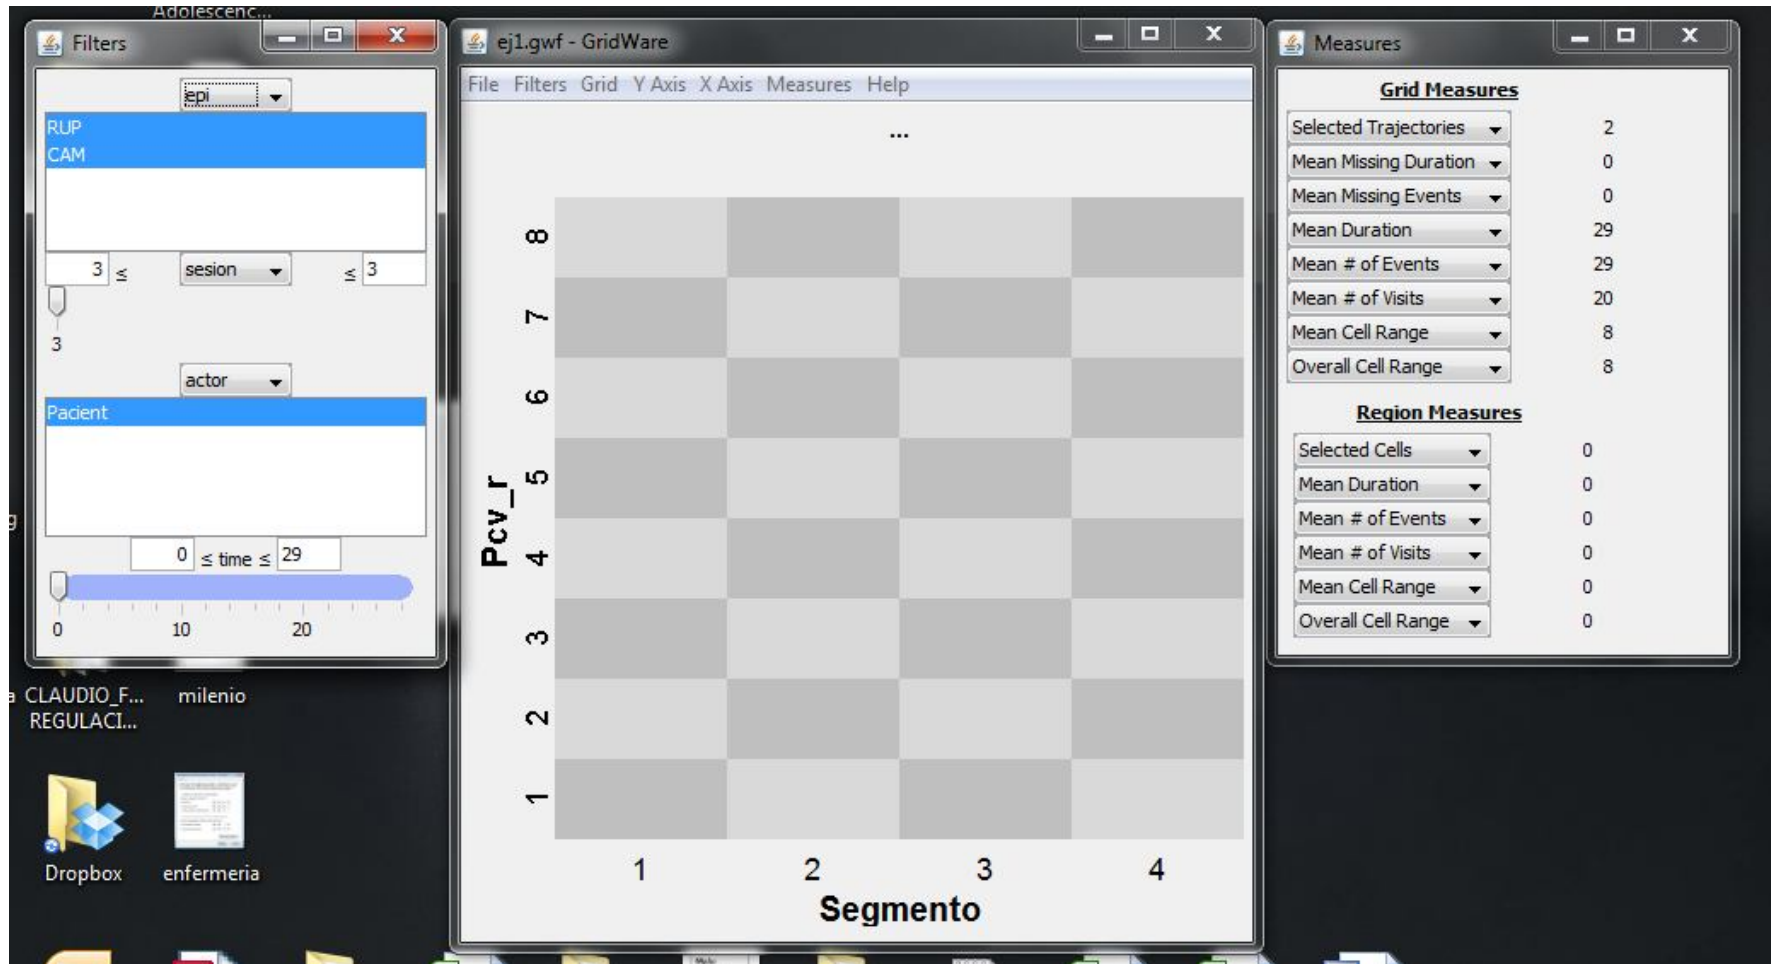 Adolescenc...
Filters
epi
RUP
CAM
3 ≤ sesion ≤ 3
3
actor
Pacient
0 ≤ time ≤ 29
0 10 20
ej1.gwf - GridWare
File Filters Grid Y Axis X Axis Measures Help
...
8
7
6
5
4
3
2
1
Pcv_r
1 2 3 4
Segmento
Measures
Grid Measures
Selected Trajectories 2
Mean Missing Duration 0
Mean Missing Events 0
Mean Duration 29
Mean # of Events 29
Mean # of Visits 20
Mean Cell Range 8
Overall Cell Range 8
Region Measures
Selected Cells 0
Mean Duration 0
Mean # of Events 0
Mean # of Visits 0
Mean Cell Range 0
Overall Cell Range 0
CLAUDIO_F... milenio
REGULACI...
Dropbox enfermeria